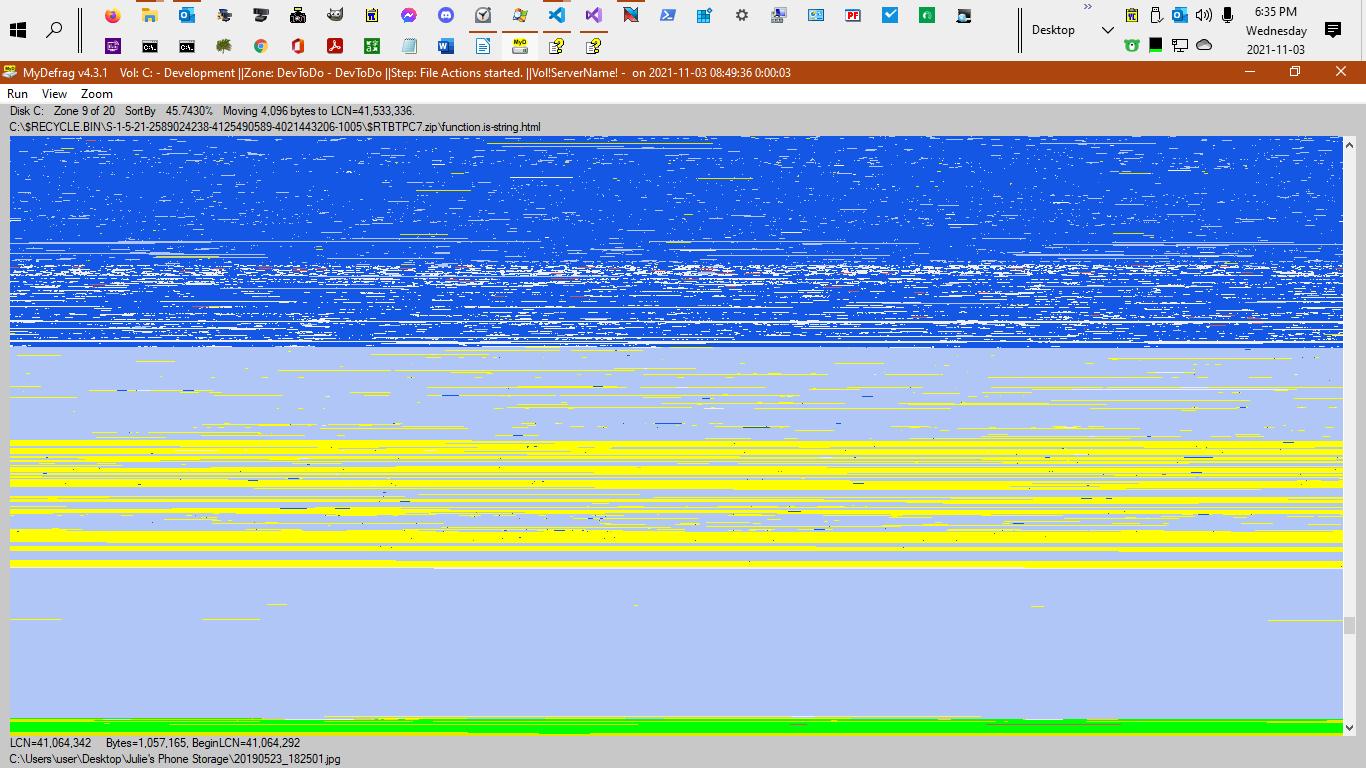 6:35 PM
Desktop
Wednesday
2021-11-03
MyDefrag v4.3.1 Vol: C: - Development ||Zone: DevToDo - DevToDo ||Step: File Actions started. ||Vol!ServerName! - on 2021-11-03 08:49:36 0:00:03
Run View Zoom
Disk C: Zone 9 of 20 SortBy 45.7430% Moving 4,096 bytes to LCN=41,533,336.
C:\$RECYCLE.BIN\S-1-5-21-2589024238-4125490589-4021443206-1005\$RTBTPC7.zip\function.is-string.html
LCN=41,064,342 Bytes=1,057,165, BeginLCN=41,064,292
C:\Users\user\Desktop\Julie's Phone Storage\20190523_182501.jpg